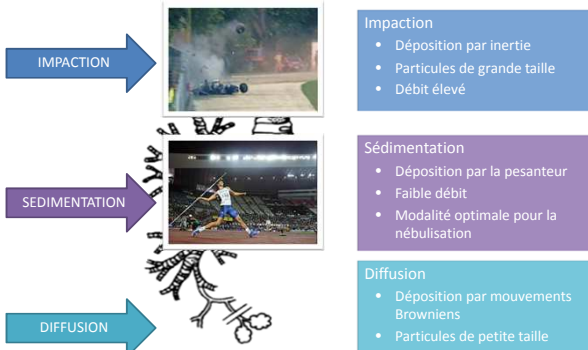 IMPACTION
Impaction
• Déposition par inertie
• Particules de grande taille
• Débit élevé
SEDIMENTATION
Sédimentation
• Déposition par la pesanteur
• Faible débit
• Modalité optimale pour la
nébulisation
DIFFUSION
Diffusion
• Déposition par mouvements
Browniens
• Particules de petite taille